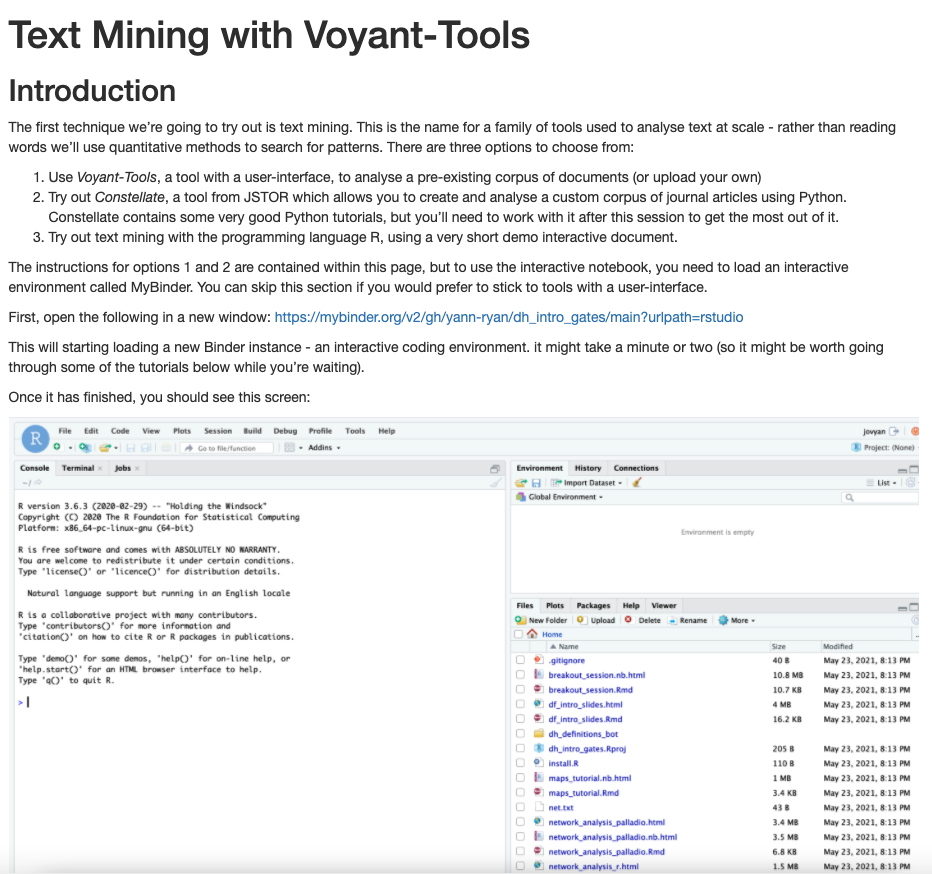 Text Mining with Voyant-Tools
Introduction
The first technique we're going to try out is text mining. This is the name for a family of tools used to analyse text at scale - rather than reading
words we'll use quantitative methods to search for patterns. There are three options to choose from:
1. Use Voyant-Tools, a tool with a user-interface, to analyse a pre-existing corpus of documents (or upload your own)
2. Try out Constellate, a tool from JSTOR which allows you to create and analyse a custom corpus of journal articles using Python.
Constellate contains some very good Python tutorials, but you'll need to work with it after this session to get the most out of it.
3. Try out text mining with the programming language R, using a very short demo interactive document.
The instructions for options 1 and 2 are contained within this page, but to use the interactive notebook, you need to load an interactive
environment called MyBinder. You can skip this section if you would prefer to stick to tools with a user-interface.
First, open the following in a new window: https://mybinder.org/v2/gh/yann-ryan/dh_intro_gates/main?urlpath=rstudio
This will starting loading a new Binder instance - an interactive coding environment. it might take a minute or two (so it might be worth going
through some of the tutorials below while you're waiting).
Once it has finished, you should see this screen:
R File Edit Code View Plots Session Build Debug Profile Tools Help jovyan
Go to file/function Addins Project: (None)
Console Terminal Jobs
~/
R version 3.6.3 (2020-02-29) -- "Holding the Windsock"
Copyright (C) 2020 The R Foundation for Statistical Computing
Platform: x86_64-pc-linux-gnu (64-bit)
R is free software and comes with ABSOLUTELY NO WARRANTY.
You are welcome to redistribute it under certain conditions.
Type 'license()' or 'licence()' for distribution details.
Natural language support but running in an English locale
R is a collaborative project with many contributors.
Type 'contributors()' for more information and
'citation()' on how to cite R or R packages in publications.
Type 'demo()' for some demos, 'help()' for on-line help, or
'help.start()' for an HTML browser interface to help.
Type 'q()' to quit R.
>
Environment History Connections
Import Dataset List
Global Environment
Environment is empty
Files Plots Packages Help Viewer
New Folder Upload Delete Rename More
Home
Name Size Modified
.gitignore 40 B May 23, 2021, 8:13 PM
breakout_session.nb.html 10.8 MB May 23, 2021, 8:13 PM
breakout_session.Rmd 10.7 KB May 23, 2021, 8:13 PM
df_intro_slides.html 4 MB May 23, 2021, 8:13 PM
df_intro_slides.Rmd 16.2 KB May 23, 2021, 8:13 PM
dh_definitions_bot
dh_intro_gates.Rproj 205 B May 23, 2021, 8:13 PM
install.R 110 B May 23, 2021, 8:13 PM
maps_tutorial.nb.html 1 MB May 23, 2021, 8:13 PM
maps_tutorial.Rmd 3.4 KB May 23, 2021, 8:13 PM
net.txt 43 B May 23, 2021, 8:13 PM
network_analysis_palladio.html 3.4 MB May 23, 2021, 8:13 PM
network_analysis_palladio.nb.html 3.5 MB May 23, 2021, 8:13 PM
network_analysis_palladio.Rmd 6.8 KB May 23, 2021, 8:13 PM
network_analysis_r.html 1.5 MB May 23, 2021, 8:13 PM